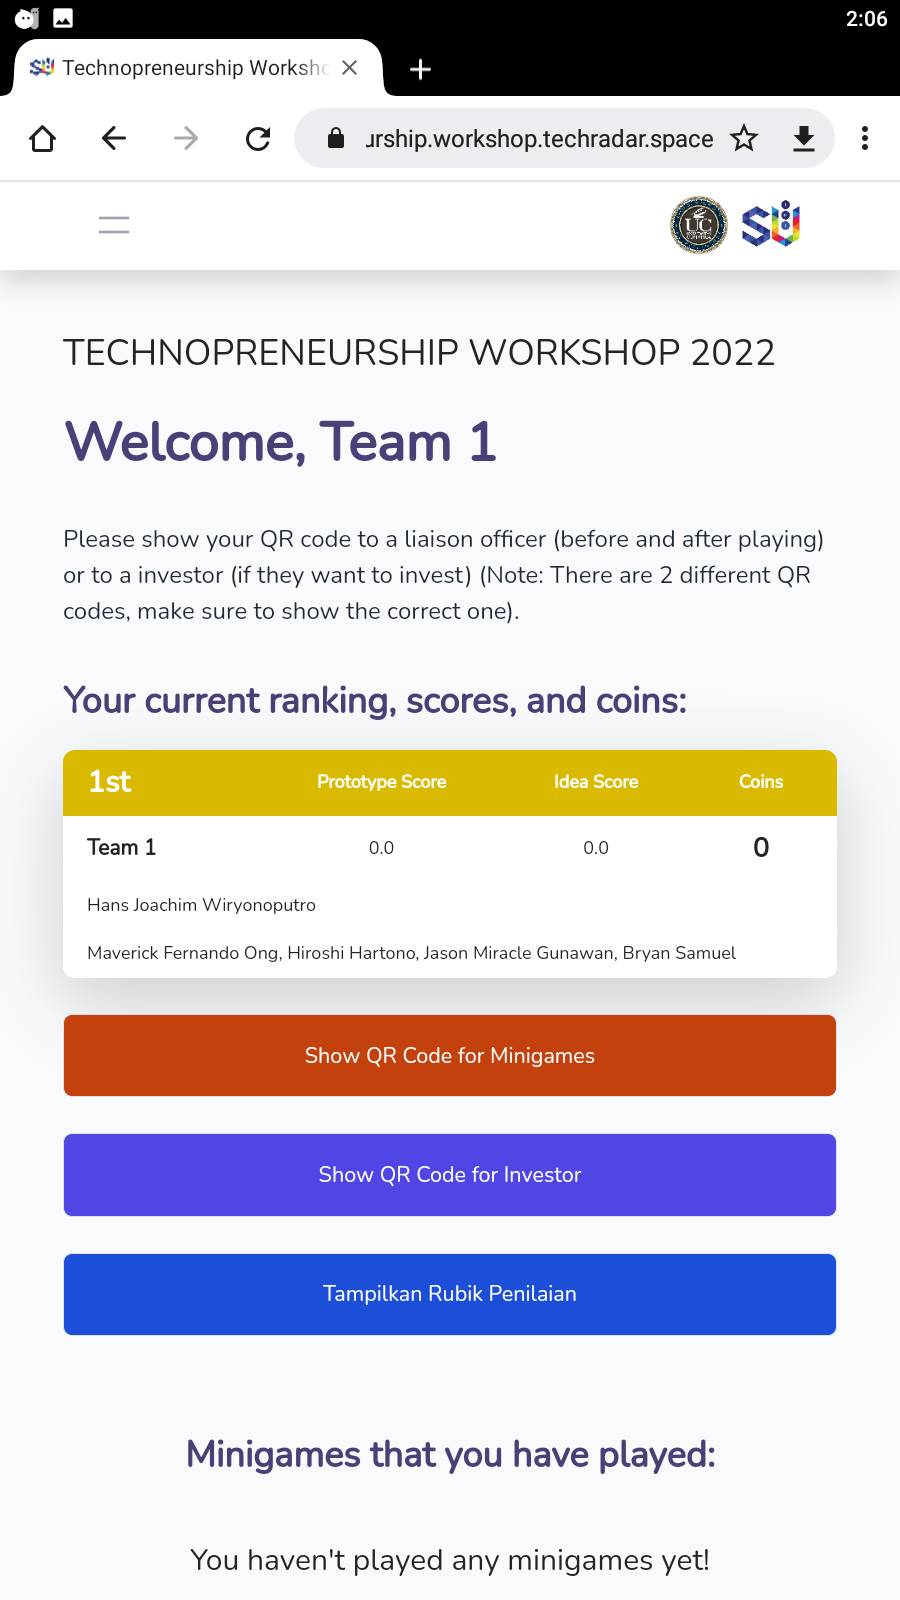 2:06
Technopreneurship Worksho
urship.workshop.techradar.space
UC
SU
TECHNOPRENEURSHIP WORKSHOP 2022
Welcome, Team 1
Please show your QR code to a liaison officer (before and after playing)
or to a investor (if they want to invest) (Note: There are 2 different QR
codes, make sure to show the correct one).
Your current ranking, scores, and coins:
1st Prototype Score Idea Score Coins
Team 1 0.0 0.0 0
Hans Joachim Wiryonoputro
Maverick Fernando Ong, Hiroshi Hartono, Jason Miracle Gunawan, Bryan Samuel
Show QR Code for Minigames
Show QR Code for Investor
Tampilkan Rubik Penilaian
Minigames that you have played:
You haven't played any minigames yet!